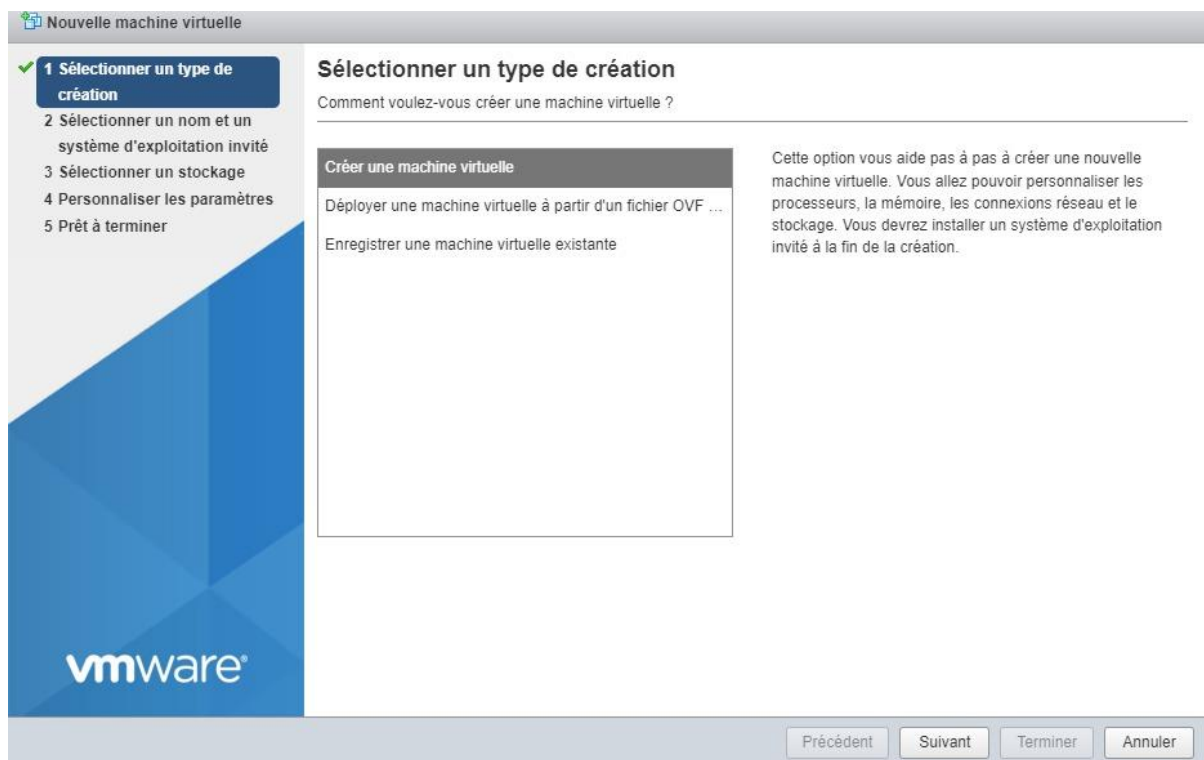 Nouvelle machine virtuelle
1 Sélectionner un type de
création
2 Sélectionner un nom et un
système d'exploitation invité
3 Sélectionner un stockage
4 Personnaliser les paramètres
5 Prêt à terminer
Sélectionner un type de création
Comment voulez-vous créer une machine virtuelle ?
Créer une machine virtuelle
Déployer une machine virtuelle à partir d'un fichier OVF ...
Enregistrer une machine virtuelle existante
Cette option vous aide pas à pas à créer une nouvelle
machine virtuelle. Vous allez pouvoir personnaliser les
processeurs, la mémoire, les connexions réseau et le
stockage. Vous devrez installer un système d'exploitation
invité à la fin de la création.
vmware®
Précédent
Suivant
Terminer
Annuler